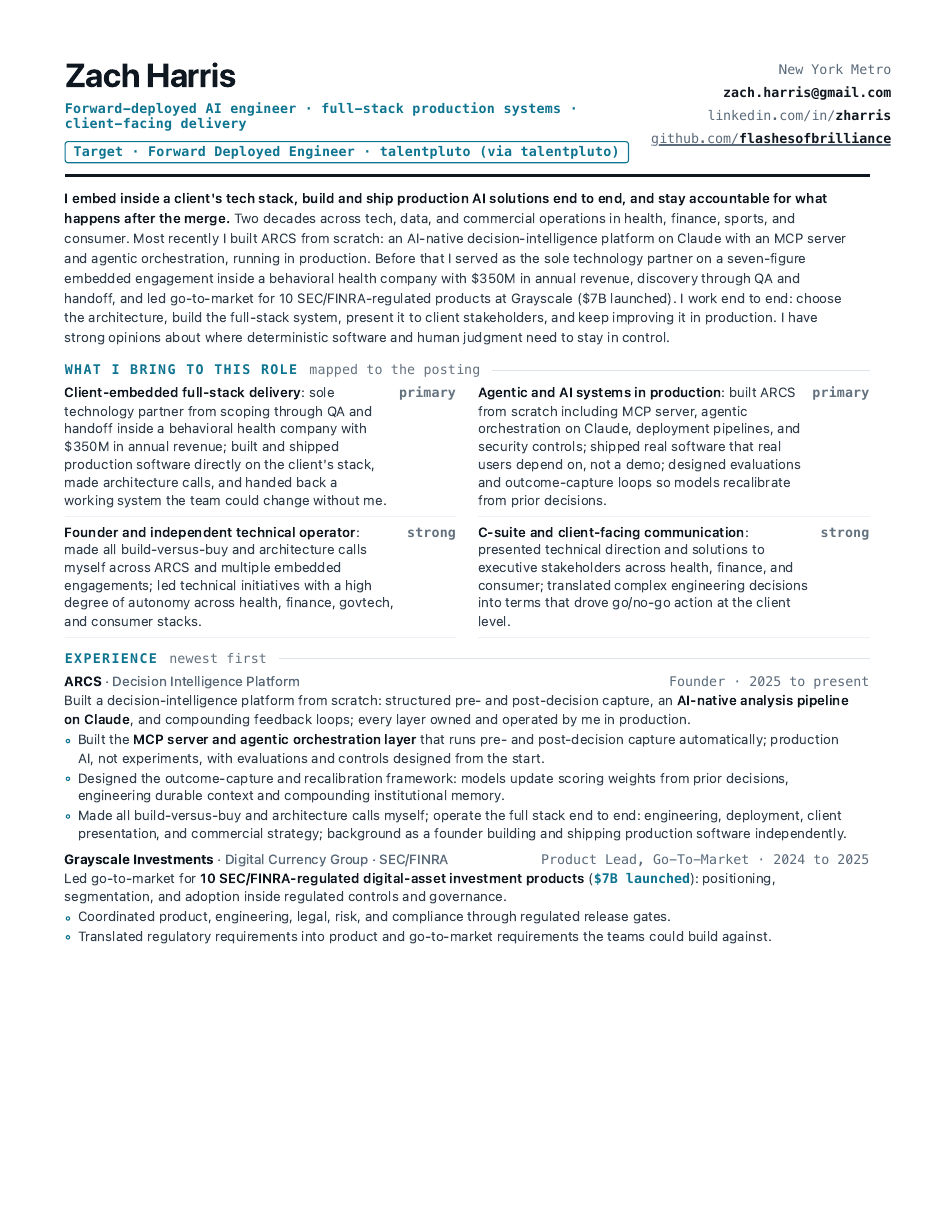 Zach Harris
New York Metro
zach.harris@gmail.com
linkedin.com/in/zharris
github.com/flashesofbrilliance
Forward-deployed AI engineer · full-stack production systems ·
client-facing delivery
Target · Forward Deployed Engineer · talentpluto (via talentpluto)
I embed inside a client's tech stack, build and ship production AI solutions end to end, and stay accountable for what
happens after the merge. Two decades across tech, data, and commercial operations in health, finance, sports, and
consumer. Most recently I built ARCS from scratch: an AI-native decision-intelligence platform on Claude with an MCP server
and agentic orchestration, running in production. Before that I served as the sole technology partner on a seven-figure
embedded engagement inside a behavioral health company with $350M in annual revenue, discovery through QA and
handoff, and led go-to-market for 10 SEC/FINRA-regulated products at Grayscale ($7B launched). I work end to end: choose
the architecture, build the full-stack system, present it to client stakeholders, and keep improving it in production. I have
strong opinions about where deterministic software and human judgment need to stay in control.
WHAT I BRING TO THIS ROLE mapped to the posting
Client-embedded full-stack delivery: sole primary
technology partner from scoping through QA and
handoff inside a behavioral health company with
$350M in annual revenue; built and shipped
production software directly on the client's stack,
made architecture calls, and handed back a
working system the team could change without me.
Agentic and AI systems in production: built ARCS primary
from scratch including MCP server, agentic
orchestration on Claude, deployment pipelines, and
security controls; shipped real software that real
users depend on, not a demo; designed evaluations
and outcome-capture loops so models recalibrate
from prior decisions.
Founder and independent technical operator: strong
made all build-versus-buy and architecture calls
myself across ARCS and multiple embedded
engagements; led technical initiatives with a high
degree of autonomy across health, finance, govtech,
and consumer stacks.
C-suite and client-facing communication: strong
presented technical direction and solutions to
executive stakeholders across health, finance, and
consumer; translated complex engineering decisions
into terms that drove go/no-go action at the client
level.
EXPERIENCE newest first
ARCS · Decision Intelligence Platform Founder · 2025 to present
Built a decision-intelligence platform from scratch: structured pre- and post-decision capture, an AI-native analysis pipeline
on Claude, and compounding feedback loops; every layer owned and operated by me in production.
Built the MCP server and agentic orchestration layer that runs pre- and post-decision capture automatically; production
AI, not experiments, with evaluations and controls designed from the start.
Designed the outcome-capture and recalibration framework: models update scoring weights from prior decisions,
engineering durable context and compounding institutional memory.
Made all build-versus-buy and architecture calls myself; operate the full stack end to end: engineering, deployment, client
presentation, and commercial strategy; background as a founder building and shipping production software independently.
Grayscale Investments · Digital Currency Group · SEC/FINRA Product Lead, Go-To-Market · 2024 to 2025
Led go-to-market for 10 SEC/FINRA-regulated digital-asset investment products ($7B launched): positioning,
segmentation, and adoption inside regulated controls and governance.
Coordinated product, engineering, legal, risk, and compliance through regulated release gates.
Translated regulatory requirements into product and go-to-market requirements the teams could build against.